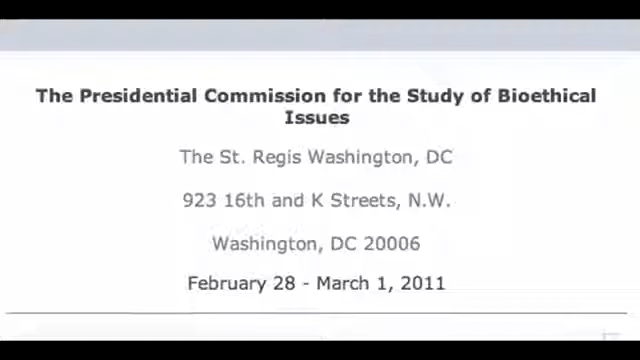 The Presidential Commission for the Study of Bioethical
Issues
The St. Regis Washington, DC
923 16th and K Streets, N.W.
Washington, DC 20006
February 28 - March 1, 2011